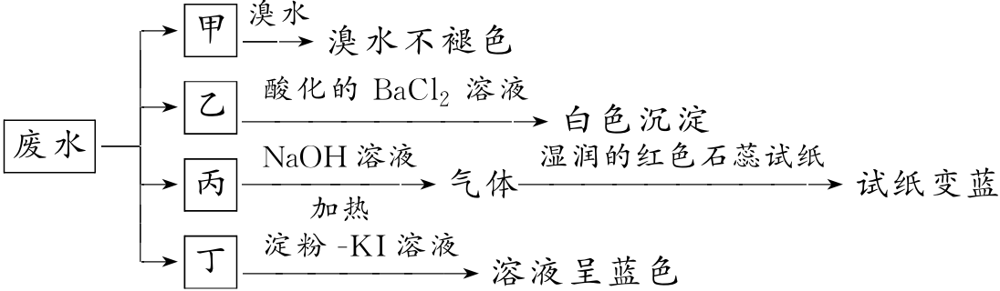 甲 溴水 溴水不褪色
乙 酸化的 BaCl₂ 溶液 白色沉淀
废水
丙 NaOH 溶液 加热 气体 湿润的红色石蕊试纸 试纸变蓝
丁 淀粉-KI 溶液 溶液呈蓝色